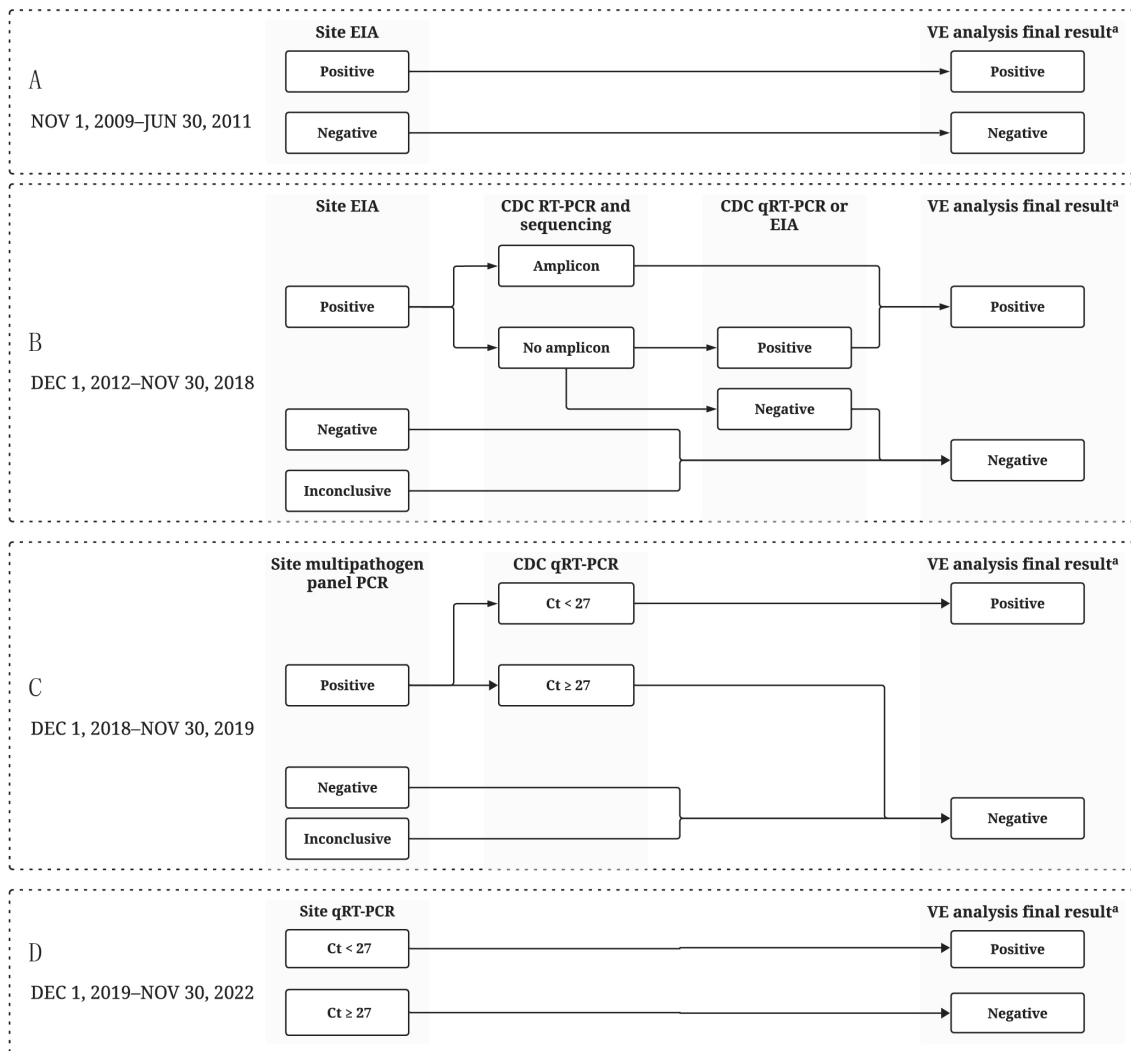 Site EIA
VE analysis final resultᵃ
A
NOV 1, 2009–JUN 30, 2011
Positive
Positive
Negative
Negative
Site EIA
CDC RT-PCR and
sequencing
CDC qRT-PCR or
EIA
VE analysis final resultᵃ
B
DEC 1, 2012–NOV 30, 2018
Amplicon
Positive
Positive
No amplicon
Positive
Negative
Negative
Negative
Inconclusive
Site multipathogen
panel PCR
CDC qRT-PCR
VE analysis final resultᵃ
C
DEC 1, 2018–NOV 30, 2019
Ct < 27
Positive
Positive
Ct ≥ 27
Negative
Inconclusive
Negative
Site qRT-PCR
VE analysis final resultᵃ
D
DEC 1, 2019–NOV 30, 2022
Ct < 27
Positive
Ct ≥ 27
Negative